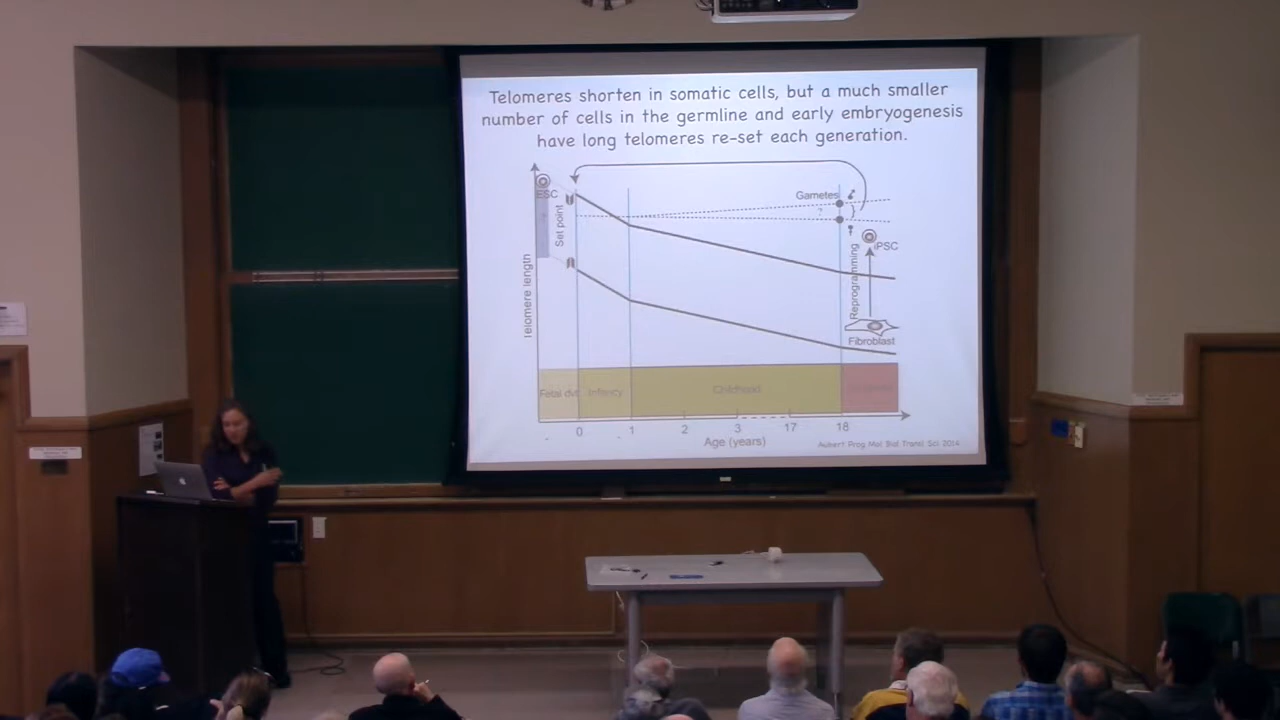 Telomeres shorten in somatic cells, but a much smaller
number of cells in the germline and early embryogenesis
have long telomeres re-set each generation.
ESC
Gametes
?
Set point
iPSC
Telomere length
Reprogramming
Fibroblast
Fetal dvt
Infancy
Childhood
0 1 2 3 17 18
Age (years)
Aubert Prog Mol Biol Transl Sci 2014